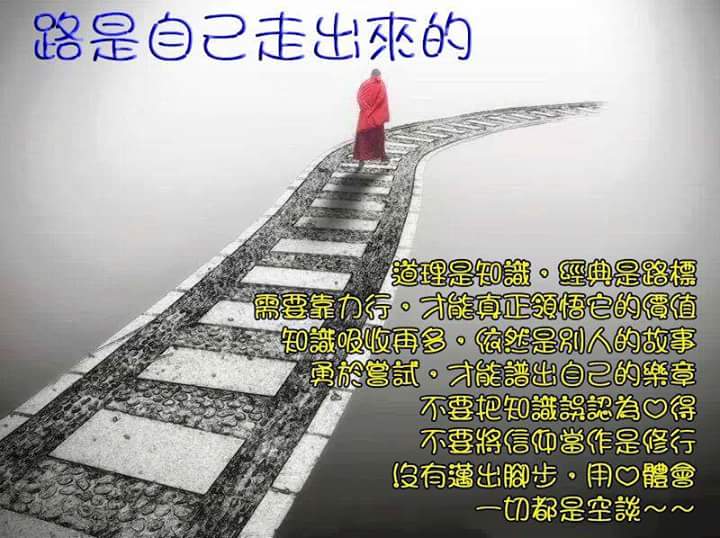 路是自己走出來的
道理是知識，經典是路標
需要靠力行，才能真正領悟它的價值
知識吸收再多，依然是別人的故事
勇於嘗試，才能譜出自己的樂章
不要把知識誤認為♡得
不要將信仰當作是修行
沒有邁出腳步，用♡體會
一切都是空談～～